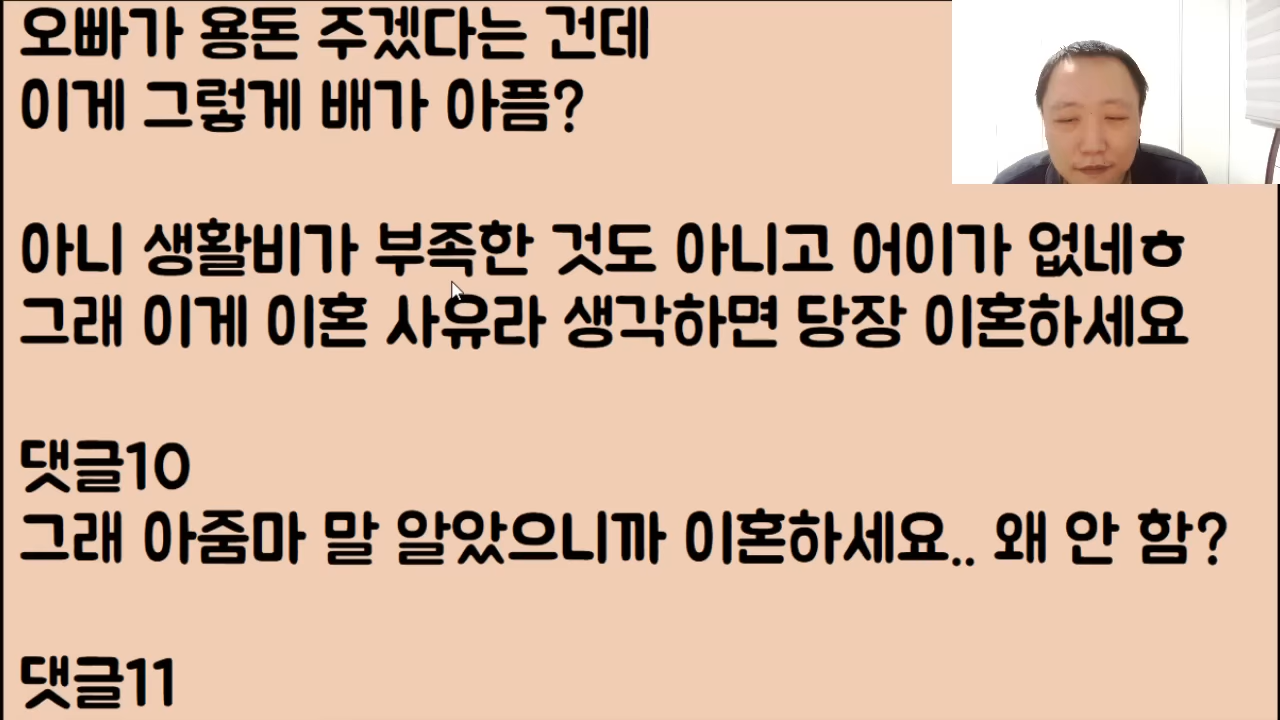 오빠가 용돈 주겠다는 건데
이게 그렇게 배가 아픔?
아니 생활비가 부족한 것도 아니고 어이가 없네ㅎ
그래 이게 이혼 사유라 생각하면 당장 이혼하세요
댓글10
그래 아줌마 말 알았으니까 이혼하세요.. 왜 안 함?
댓글11